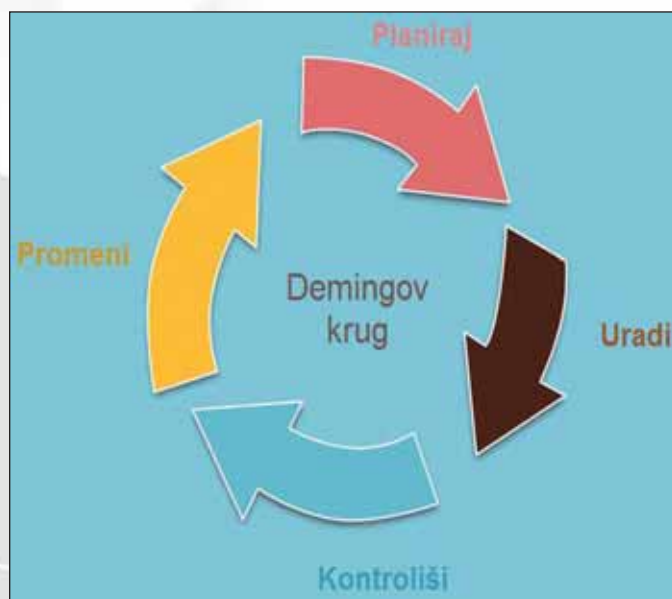 Planiraj
Promeni
Demingov
krug
Uradi
Kontroliši